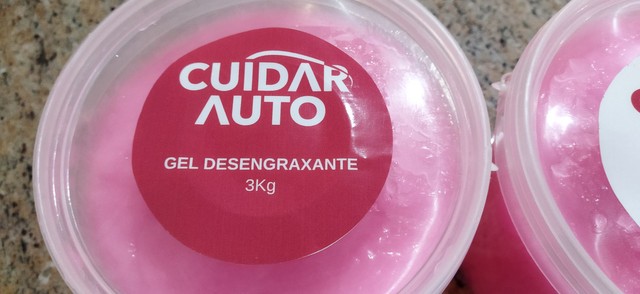 CUIDAR
AUTO
GEL DESENGRAXANTE
3Kg